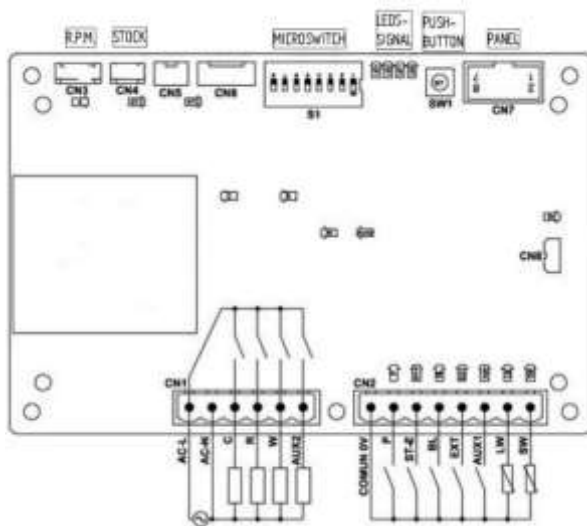 R.P.M.
STOCK
MICROSWITCH
LEDS-
SIGNAL
PUSH-
BUTTON
PANEL
CN3
CN4
CN5
CN6
S1
SW1
CN7
CN8
CN1
CN2
AC-L
AC-N
C
R
W
AUX2
COMUN 0V
P
ST-E
BL
EXT
AUX1
LW
SW